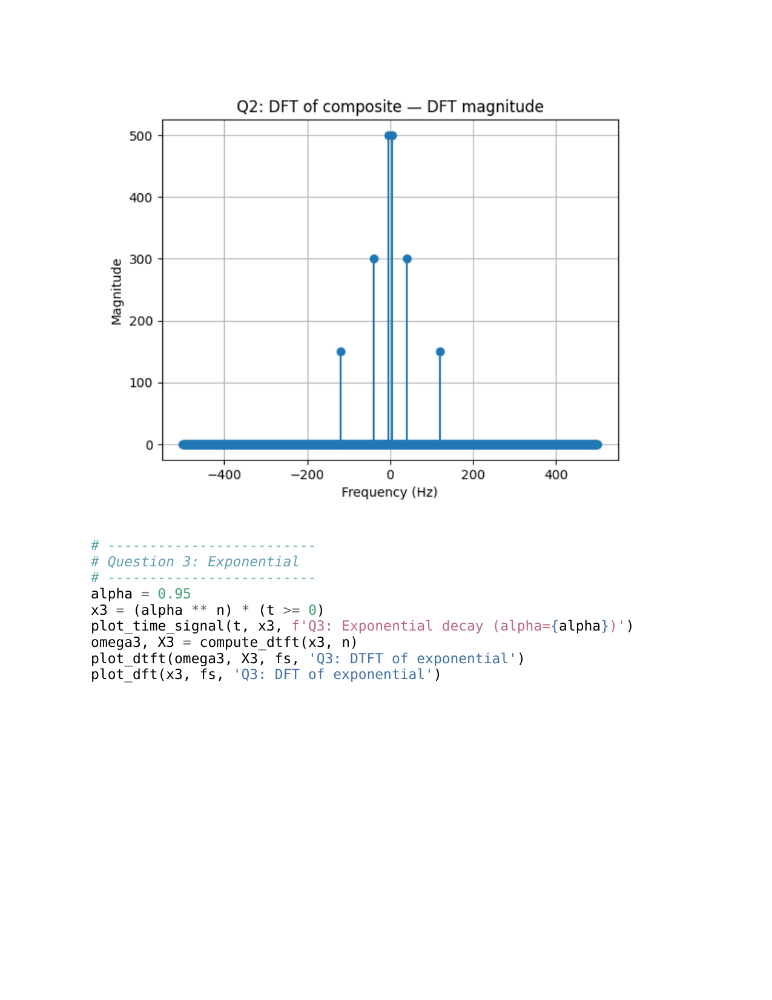 Q2: DFT of composite — DFT magnitude
500
400
300
200
100
0
Magnitude
−400
−200
0
200
400
Frequency (Hz)
# -------------------------
# Question 3: Exponential
# -------------------------
alpha = 0.95
x3 = (alpha ** n) * (t >= 0)
plot_time_signal(t, x3, f'Q3: Exponential decay (alpha={alpha})')
omega3, X3 = compute_dtft(x3, n)
plot_dtft(omega3, X3, fs, 'Q3: DTFT of exponential')
plot_dft(x3, fs, 'Q3: DFT of exponential')